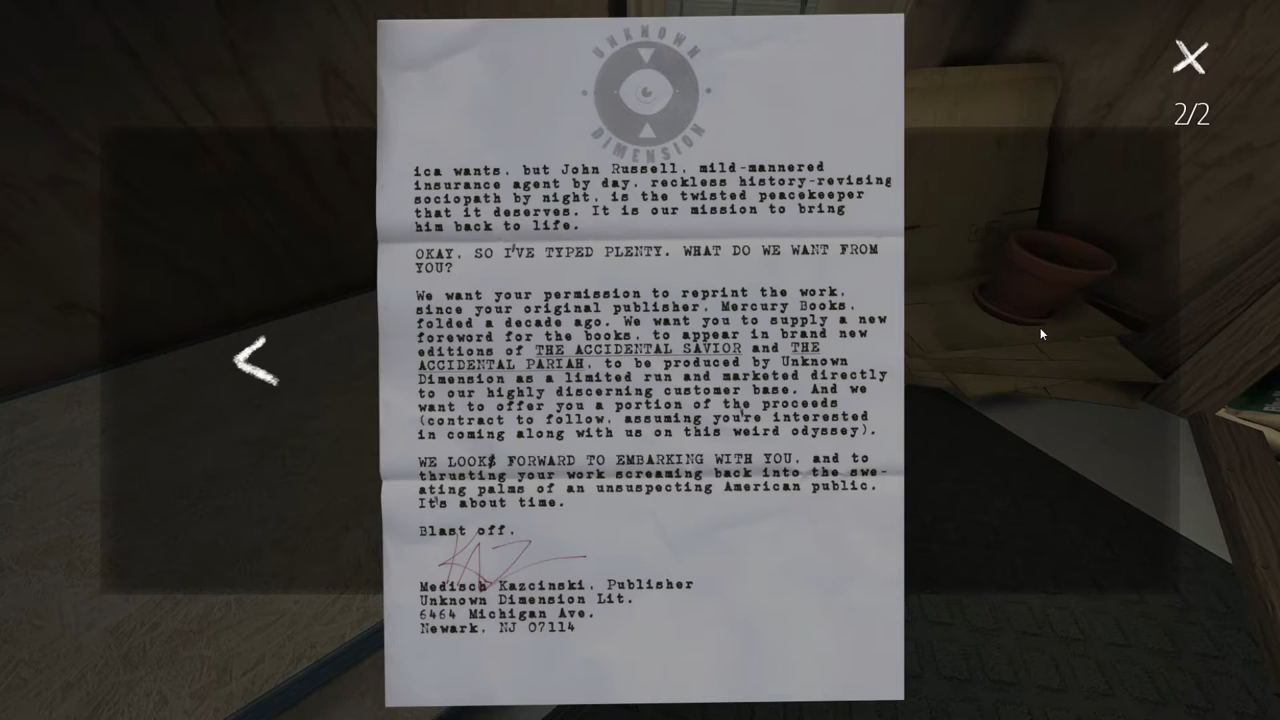 2/2
UNKNOWN
DIMENSION
ica wants, but John Russell, mild-mannered
insurance agent by day, reckless history-revising
sociopath by night, is the twisted peacekeeper
that it deserves. It is our mission to bring
him back to life.
OKAY, SO I'VE TYPED PLENTY. WHAT DO WE WANT FROM
YOU?
We want your permission to reprint the work,
since your original publisher, Mercury Books,
folded a decade ago. We want you to supply a new
foreword for the books, to appear in brand new
editions of THE ACCIDENTAL SAVIOR and THE
ACCIDENTAL PARIAH, to be produced by Unknown
Dimension as a limited run and marketed directly
to our highly discerning customer base. And we
want to offer you a portion of the proceeds
(contract to follow, assuming you're interested
in coming along with us on this weird odyssey).
WE LOOK$ FORWARD TO EMBARKING WITH YOU, and to
thrusting your work screaming back into the swe-
ating palms of an unsuspecting American public.
It's about time.
Blast off,
KAZ
Medisch Kazcinski, Publisher
Unknown Dimension Lit.
6464 Michigan Ave.
Newark, NJ 07114